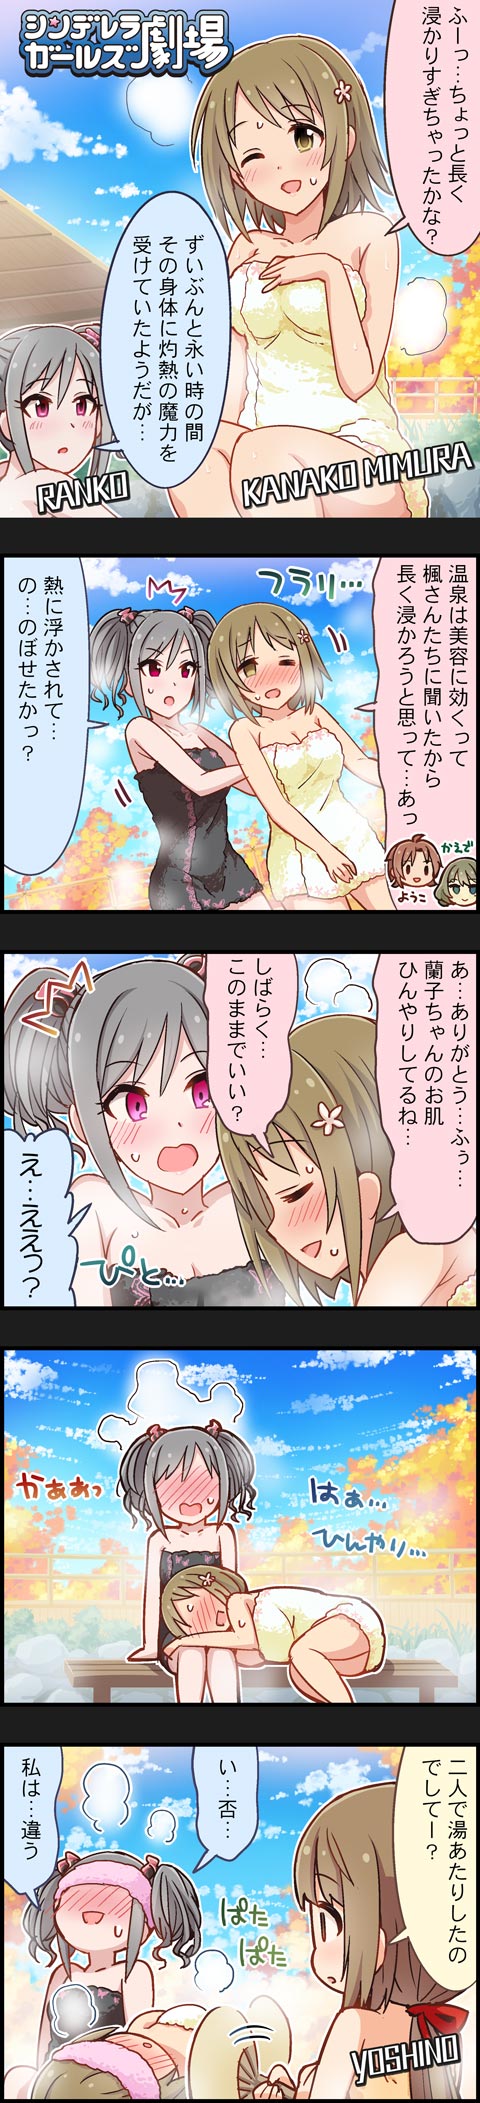 シンデレラ
ガールズ劇場
ふーっ…ちょっと長く
浸かりすぎちゃったかな？
ずいぶんと永い時の間
その身体に灼熱の魔力を
受けていたようだが…
RANKO
KANAKO MIMURA
温泉は美容に効くって
楓さんたちに聞いたから
長く浸かろうと思って…あっ
フラリ…
熱に浮かされて…
の…のぼせたかっ？
かえで
ようこ
あ…ありがとう…ふぅ…
蘭子ちゃんのお肌
ひんやりしてるね…
しばらく…
このままでいい？
え…ええっ？
ぴと…
かああっ
はぁ…
ひんやり…
二人で湯あたりしたの
でしてー？
い…否…
私は…違う
ぱた
ぱた
YOSHINO